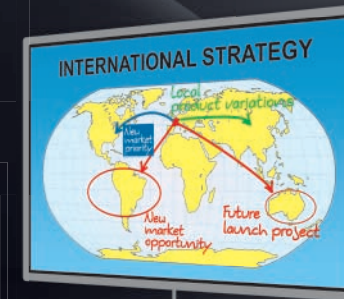 INTERNATIONAL STRATEGY
Local
product variations
New
market
priority
New
market
opportunity
Future
launch project